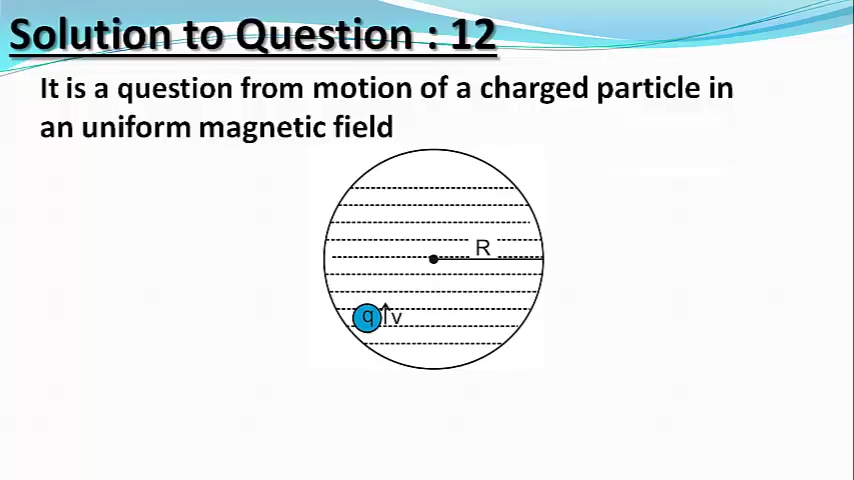 Solution to Question : 12
It is a question from motion of a charged particle in
an uniform magnetic field
R
q v